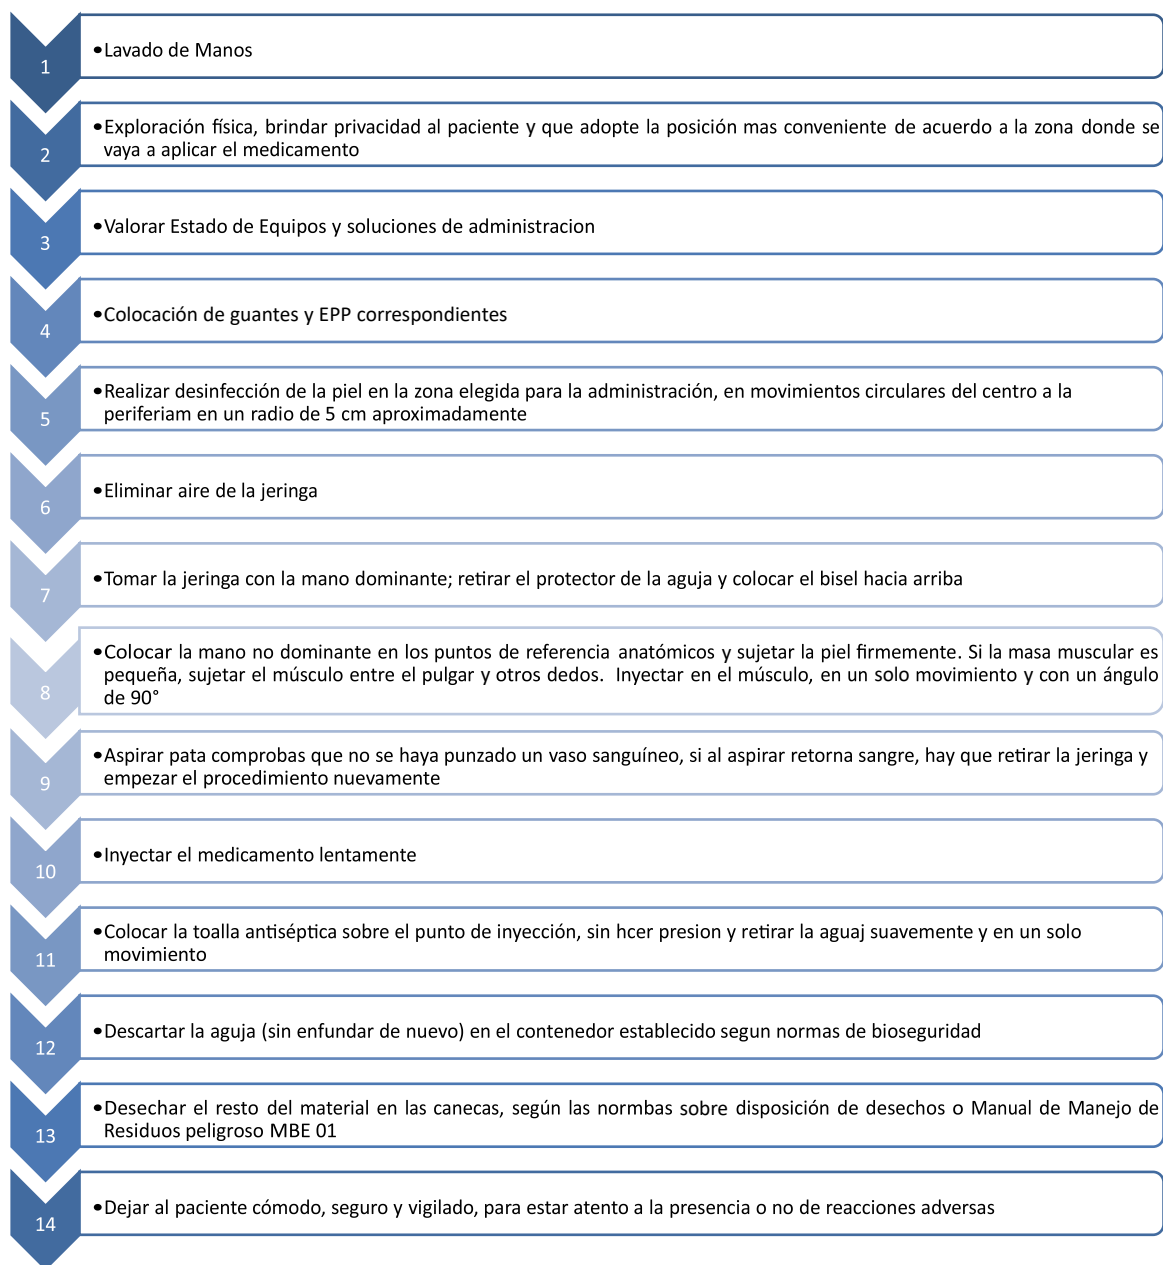 1
•Lavado de Manos
2
•Exploración física, brindar privacidad al paciente y que adopte la posición mas conveniente de acuerdo a la zona donde se
vaya a aplicar el medicamento
3
•Valorar Estado de Equipos y soluciones de administracion
4
•Colocación de guantes y EPP correspondientes
5
•Realizar desinfección de la piel en la zona elegida para la administración, en movimientos circulares del centro a la
periferiam en un radio de 5 cm aproximadamente
6
•Eliminar aire de la jeringa
7
•Tomar la jeringa con la mano dominante; retirar el protector de la aguja y colocar el bisel hacia arriba
8
•Colocar la mano no dominante en los puntos de referencia anatómicos y sujetar la piel firmemente. Si la masa muscular es
pequeña, sujetar el músculo entre el pulgar y otros dedos. Inyectar en el músculo, en un solo movimiento y con un ángulo
de 90°
9
•Aspirar pata comprobas que no se haya punzado un vaso sanguíneo, si al aspirar retorna sangre, hay que retirar la jeringa y
empezar el procedimiento nuevamente
10
•Inyectar el medicamento lentamente
11
•Colocar la toalla antiséptica sobre el punto de inyección, sin hcer presion y retirar la aguaj suavemente y en un solo
movimiento
12
•Descartar la aguja (sin enfundar de nuevo) en el contenedor establecido segun normas de bioseguridad
13
•Desechar el resto del material en las canecas, según las normbas sobre disposición de desechos o Manual de Manejo de
Residuos peligroso MBE 01
14
•Dejar al paciente cómodo, seguro y vigilado, para estar atento a la presencia o no de reacciones adversas